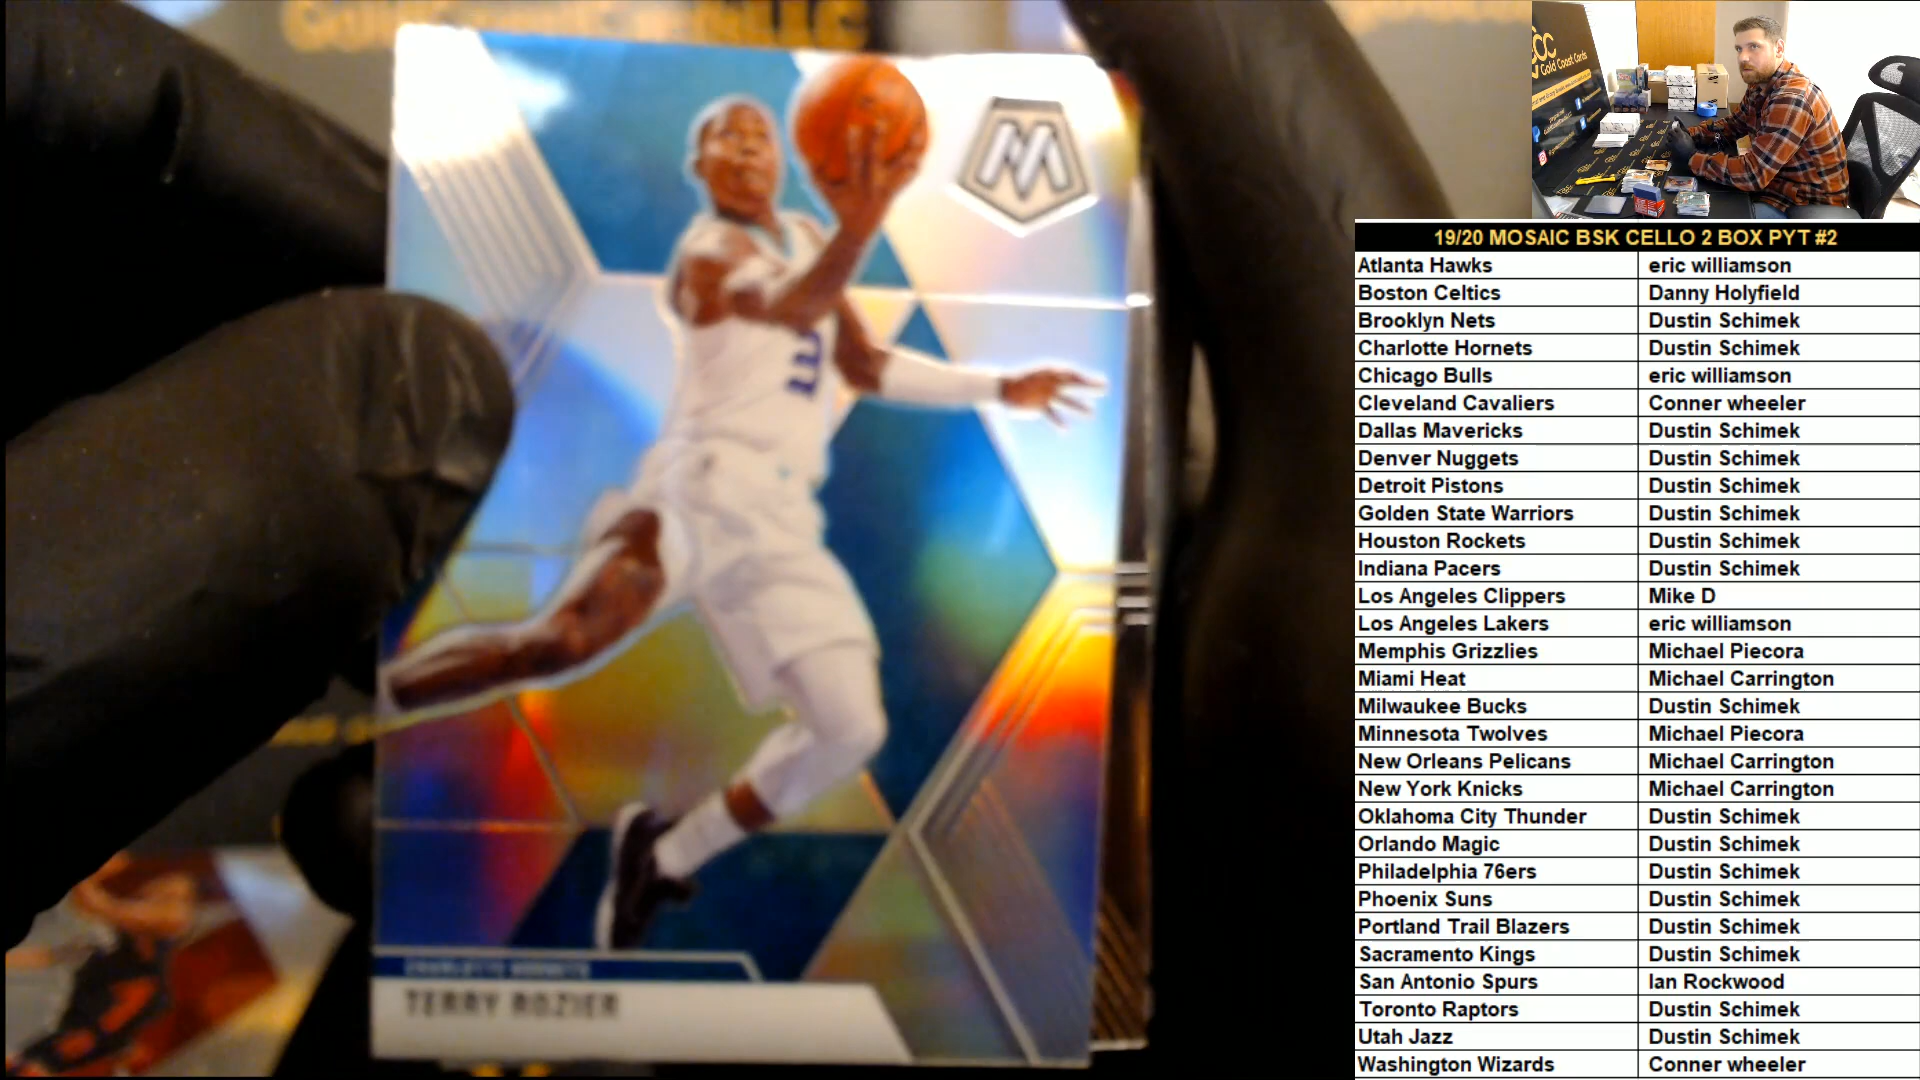 M
CHARLOTTE HORNETS
TERRY ROZIER
Gold Coast Cards
19/20 MOSAIC BSK CELLO 2 BOX PYT #2
Atlanta Hawks eric williamson
Boston Celtics Danny Holyfield
Brooklyn Nets Dustin Schimek
Charlotte Hornets Dustin Schimek
Chicago Bulls eric williamson
Cleveland Cavaliers Conner wheeler
Dallas Mavericks Dustin Schimek
Denver Nuggets Dustin Schimek
Detroit Pistons Dustin Schimek
Golden State Warriors Dustin Schimek
Houston Rockets Dustin Schimek
Indiana Pacers Dustin Schimek
Los Angeles Clippers Mike D
Los Angeles Lakers eric williamson
Memphis Grizzlies Michael Piecora
Miami Heat Michael Carrington
Milwaukee Bucks Dustin Schimek
Minnesota Twolves Michael Piecora
New Orleans Pelicans Michael Carrington
New York Knicks Michael Carrington
Oklahoma City Thunder Dustin Schimek
Orlando Magic Dustin Schimek
Philadelphia 76ers Dustin Schimek
Phoenix Suns Dustin Schimek
Portland Trail Blazers Dustin Schimek
Sacramento Kings Dustin Schimek
San Antonio Spurs Ian Rockwood
Toronto Raptors Dustin Schimek
Utah Jazz Dustin Schimek
Washington Wizards Conner wheeler